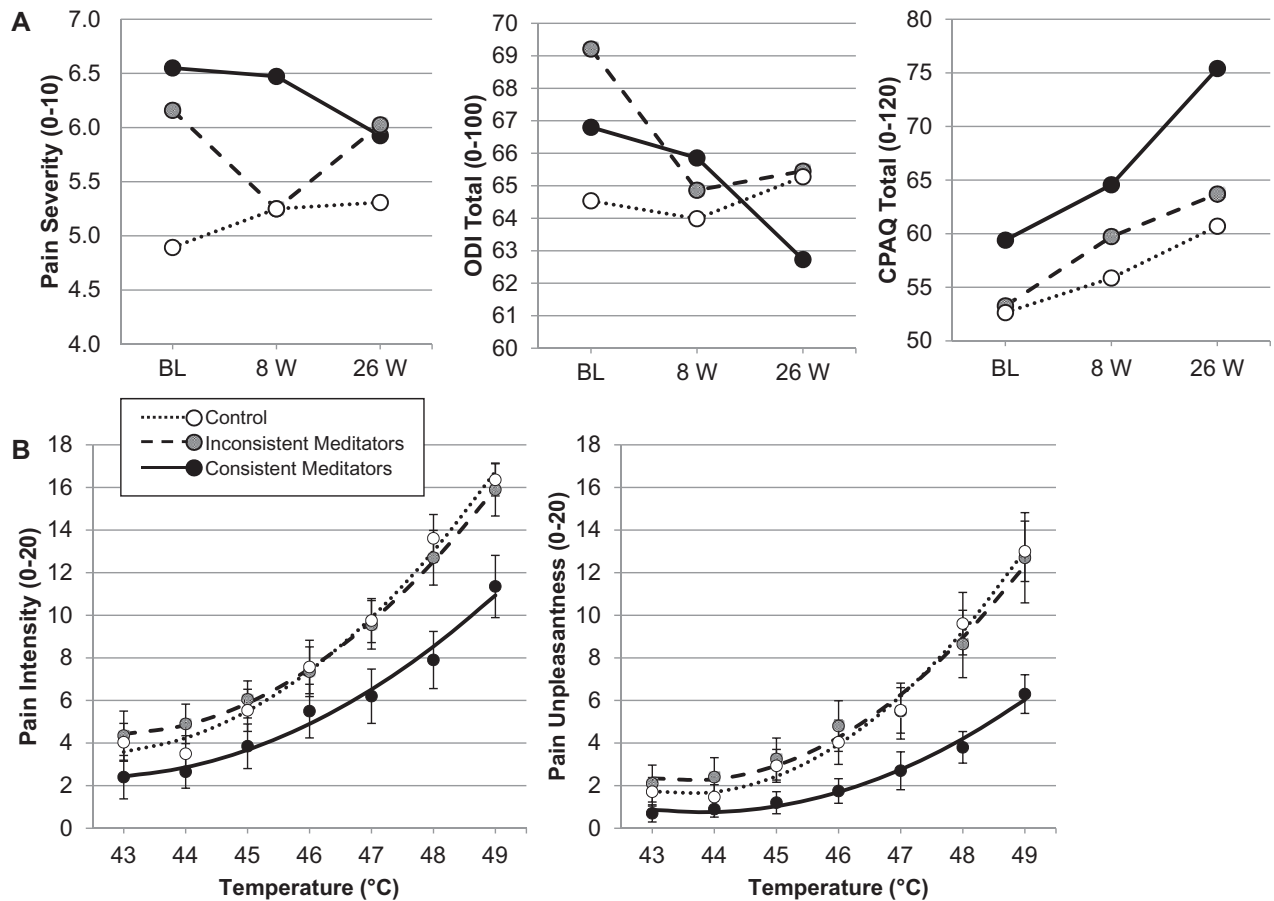 A
Pain Severity (0-10)
7.0
6.5
6.0
5.5
5.0
4.5
4.0
BL
8 W
26 W
ODI Total (0-100)
70
69
68
67
66
65
64
63
62
61
60
BL
8 W
26 W
CPAQ Total (0-120)
80
75
70
65
60
55
50
BL
8 W
26 W
Control
Inconsistent Meditators
Consistent Meditators
B
Pain Intensity (0-20)
18
16
14
12
10
8
6
4
2
0
43
44
45
46
47
48
49
Temperature (°C)
Pain Unpleasantness (0-20)
18
16
14
12
10
8
6
4
2
0
43
44
45
46
47
48
49
Temperature (°C)